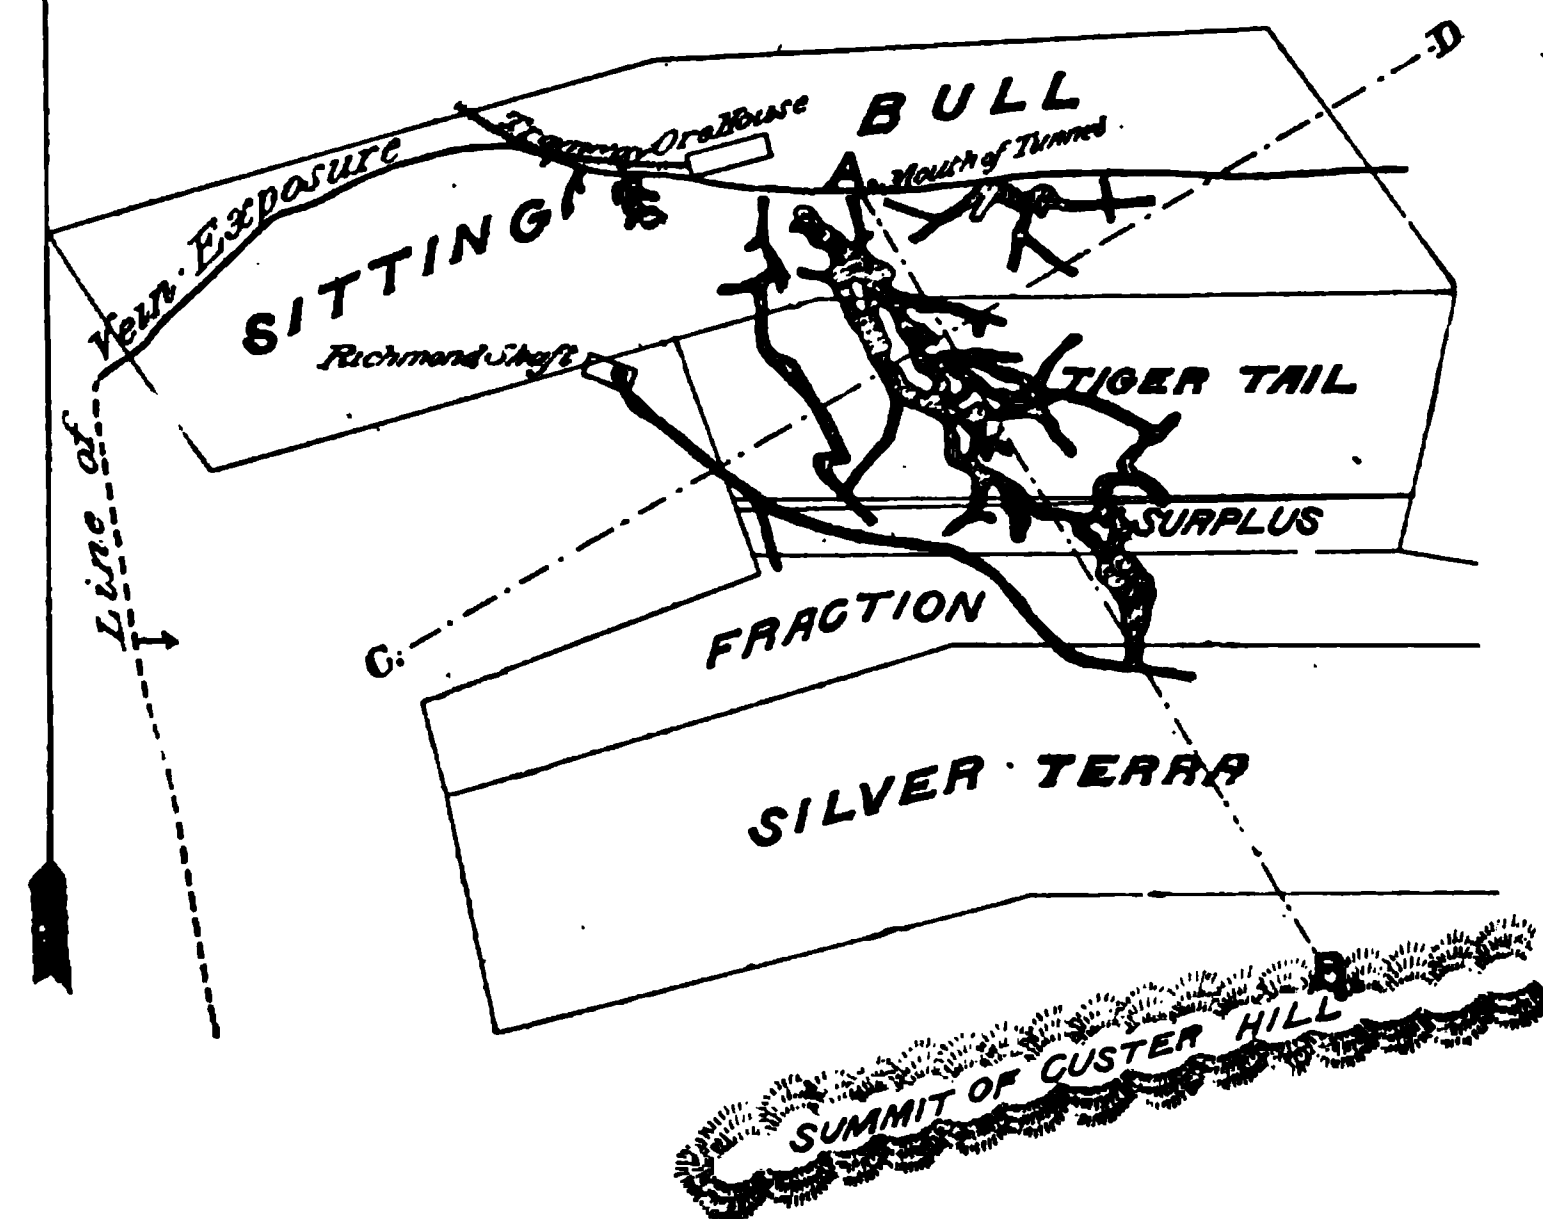 D
BULL
Tramway
Ore House
A
Mouth of Tunnel
Line of Vein Exposure
SITTING
Richmond Shaft
TIGER TAIL
SURPLUS
FRACTION
C.
SILVER TERRA
B
SUMMIT OF CUSTER HILL